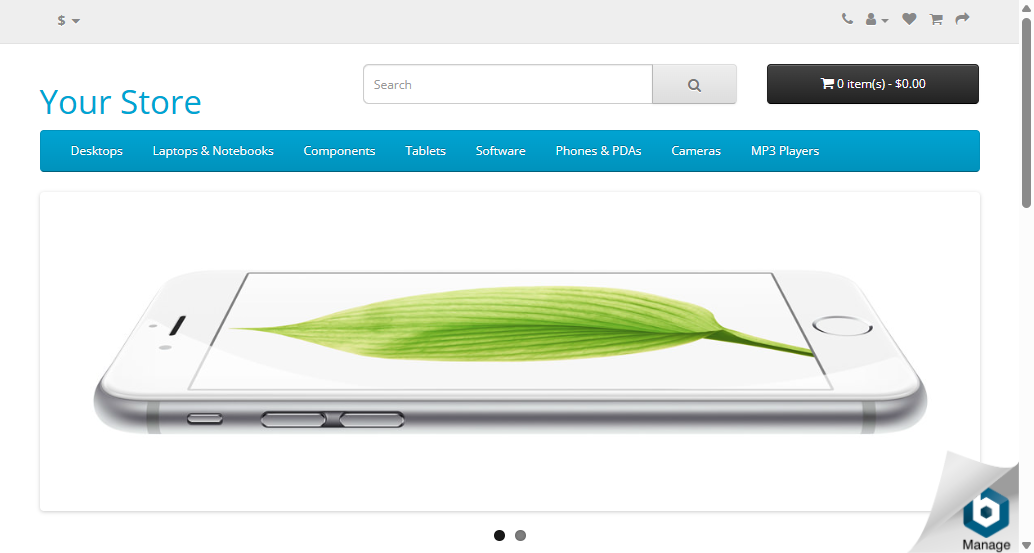 $
Your Store
Search
0 item(s) - $0.00
Desktops
Laptops & Notebooks
Components
Tablets
Software
Phones & PDAs
Cameras
MP3 Players
Manage